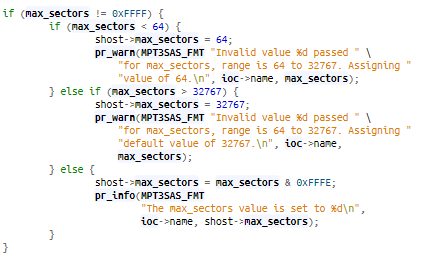 if (max_sectors != 0xFFFF) {
if (max_sectors < 64) {
shost->max_sectors = 64;
pr_warn(MPT3SAS_FMT "Invalid value %d passed " \
"for max_sectors, range is 64 to 32767. Assigning "
"value of 64.\n", ioc->name, max_sectors);
} else if (max_sectors > 32767) {
shost->max_sectors = 32767;
pr_warn(MPT3SAS_FMT "Invalid value %d passed " \
"for max_sectors, range is 64 to 32767. Assigning "
"default value of 32767.\n", ioc->name,
max_sectors);
} else {
shost->max_sectors = max_sectors & 0xFFFE;
pr_info(MPT3SAS_FMT
"The max_sectors value is set to %d\n",
ioc->name, shost->max_sectors);
}
}